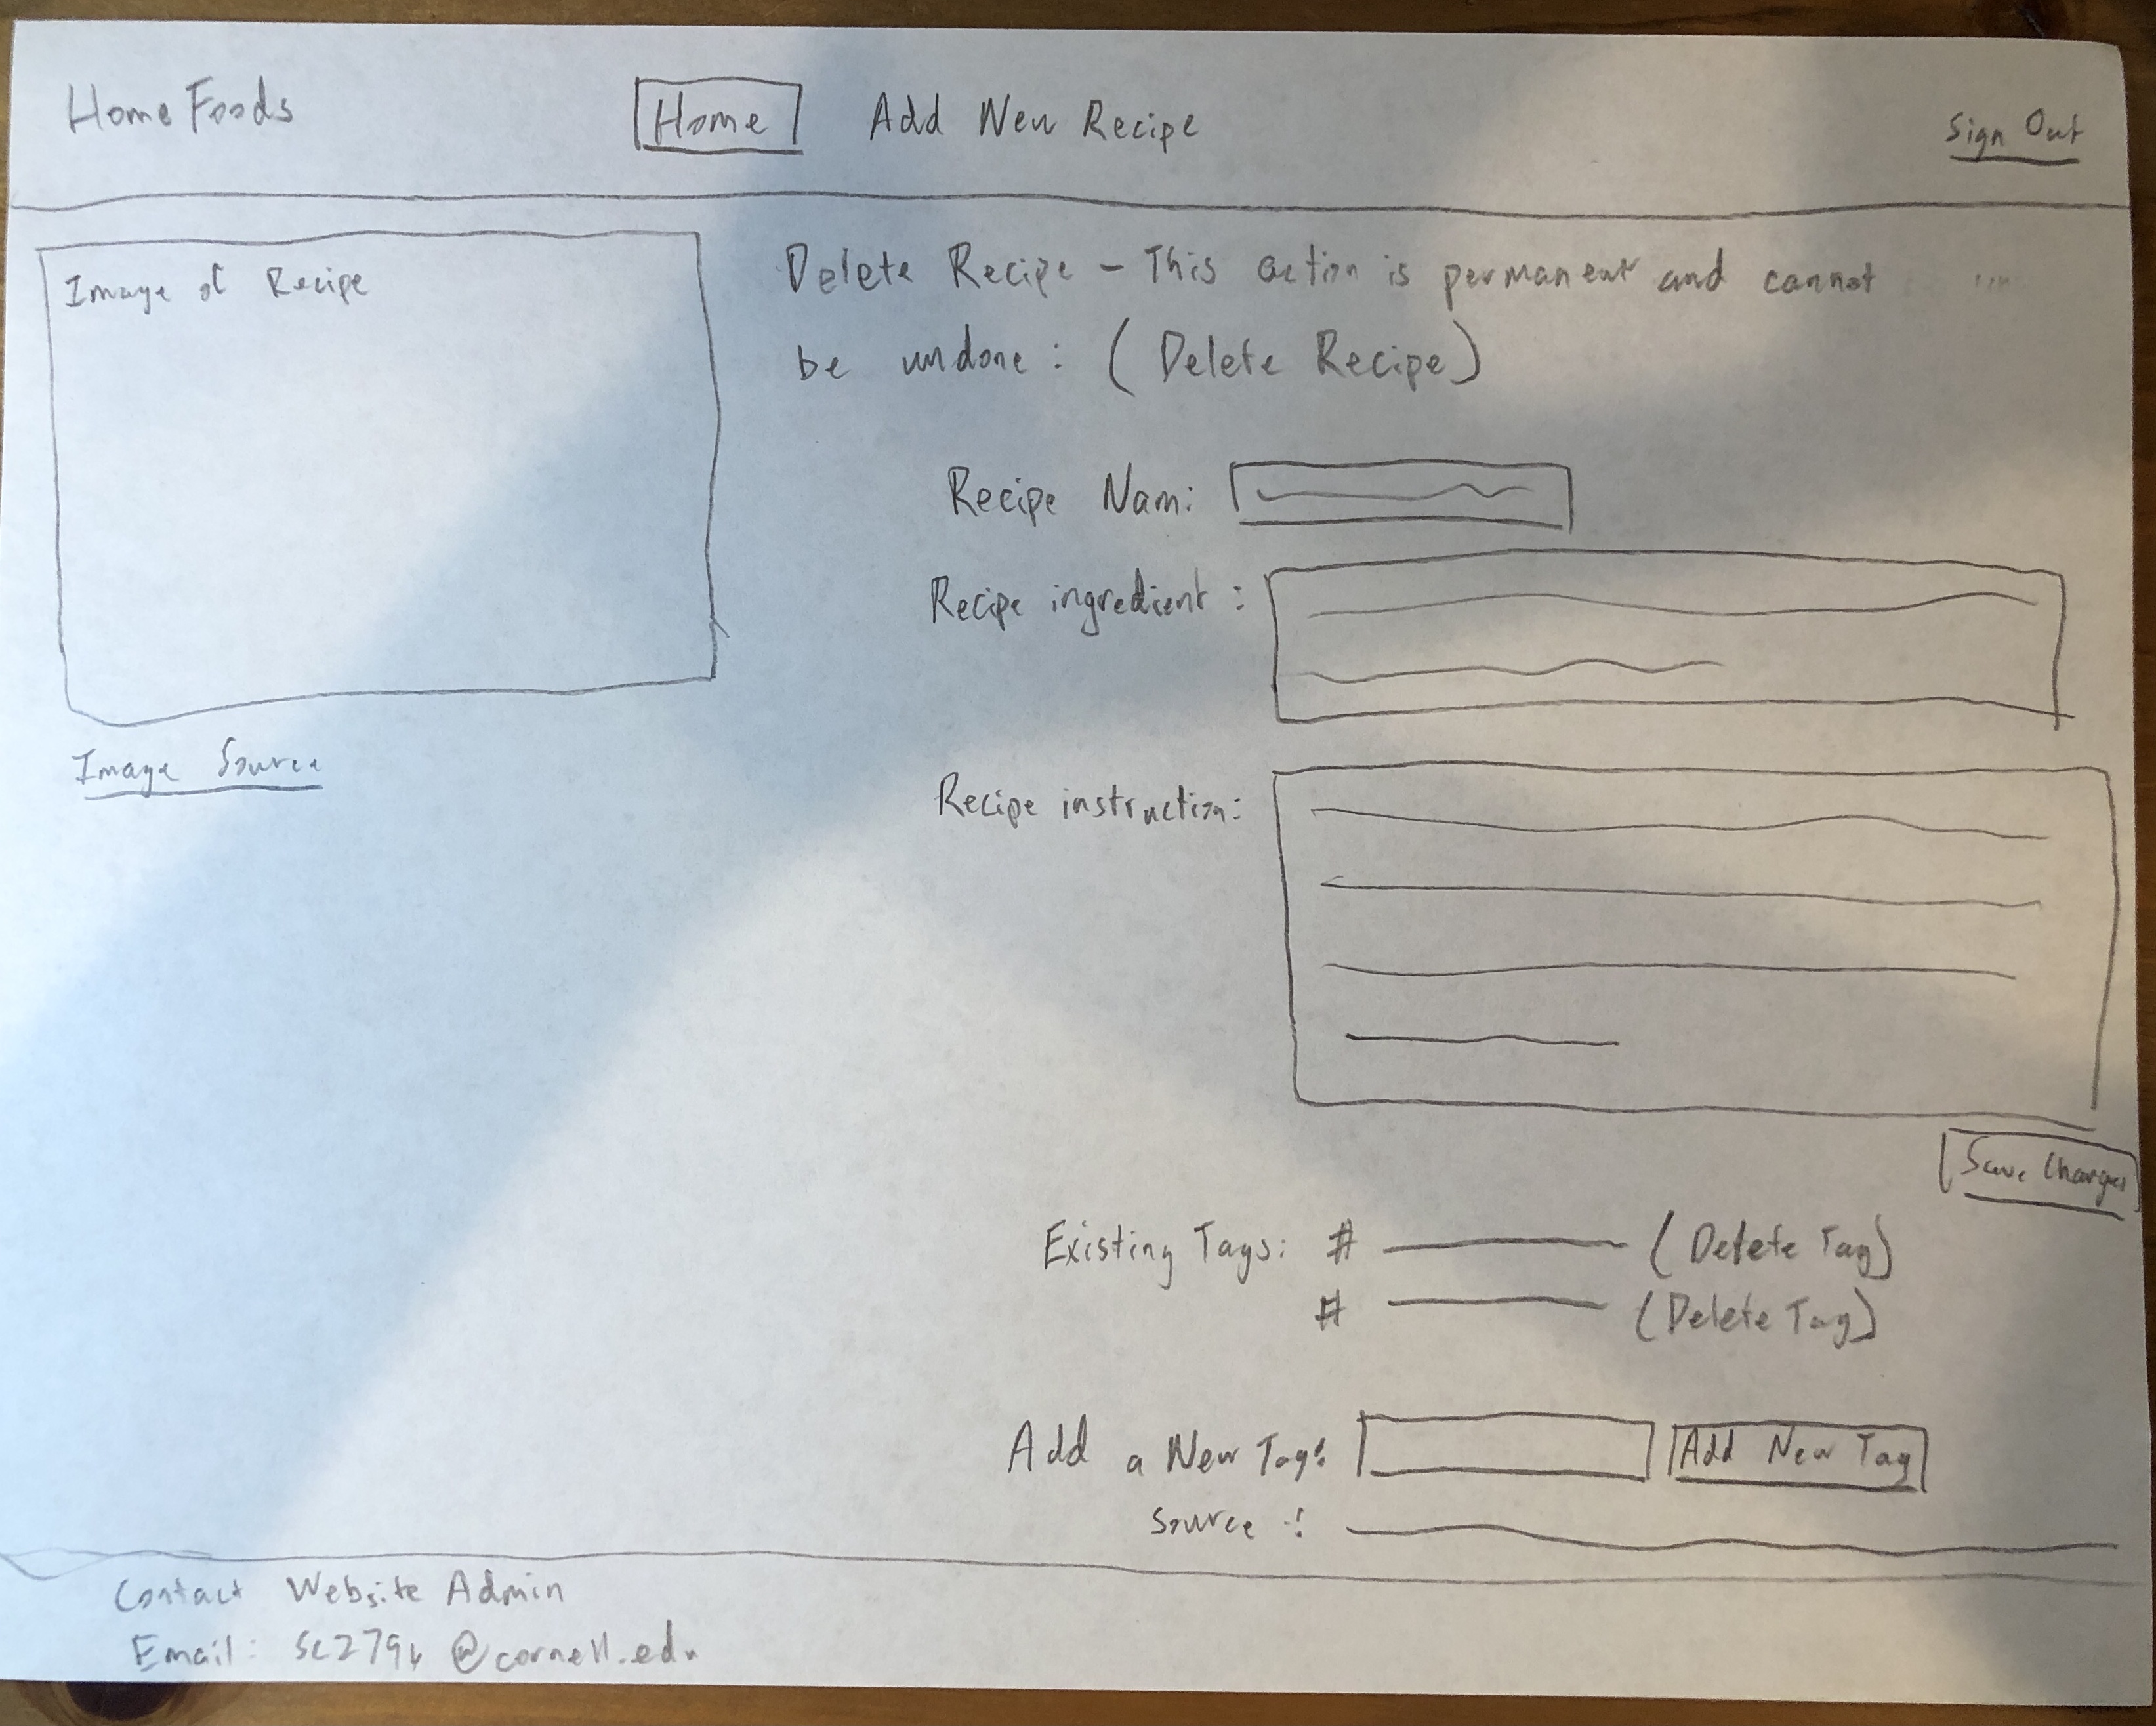 Home Foods
Home
Add New Recipe
Sign Out
Image of Recipe
Delete Recipe - This action is permanent and cannot
be undone: (Delete Recipe)
Recipe Nam:
Recipe ingredient :
Image Source
Recipe instruction:
Save Changes
Existing Tags: # (Delete Tag)
# (Delete Tag)
Add a New Tag: Add New Tag
Source :
Contact Website Admin
Email: @cornell.edu